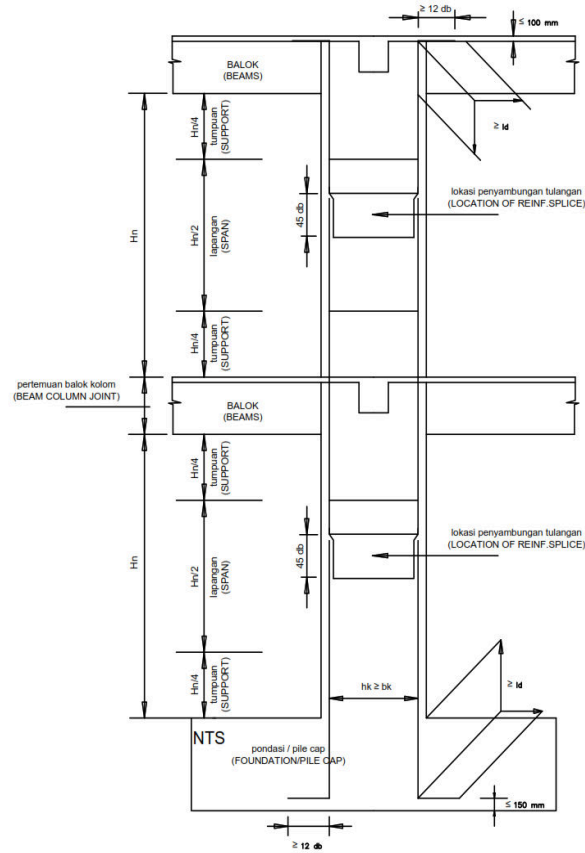 ≥ 12 db
≤ 100 mm
BALOK
(BEAMS)
≥ ld
Hn/4
tumpuan
(SUPPORT)
lokasi penyambungan tulangan
(LOCATION OF REINF.SPLICE)
45 db
Hn
Hn/2
lapangan
(SPAN)
Hn/4
tumpuan
(SUPPORT)
pertemuan balok kolom
(BEAM COLUMN JOINT)
BALOK
(BEAMS)
Hn/4
tumpuan
(SUPPORT)
lokasi penyambungan tulangan
(LOCATION OF REINF.SPLICE)
45 db
Hn
Hn/2
lapangan
(SPAN)
Hn/4
tumpuan
(SUPPORT)
hk ≥ bk
≥ ld
NTS
pondasi / pile cap
(FOUNDATION/PILE CAP)
≤ 150 mm
≥ 12 db